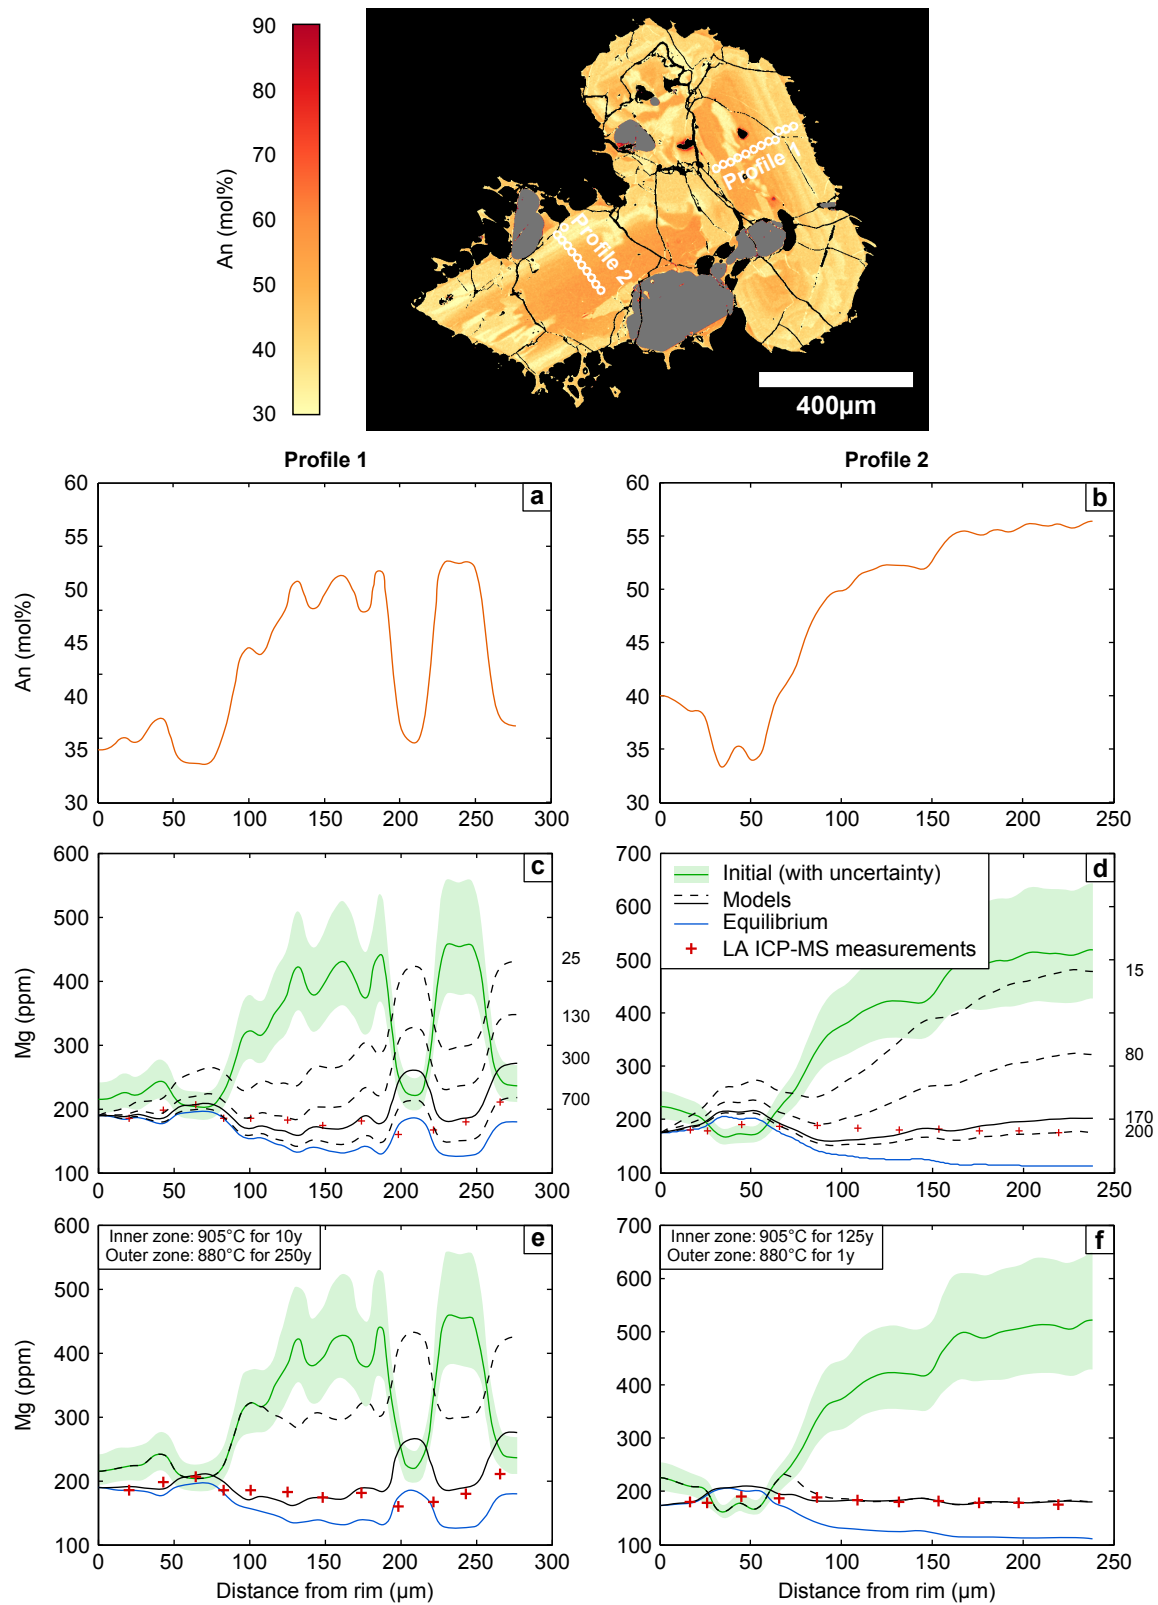 90
80
70
60
50
40
30
An (mol%)
Profile 1
Profile 2
400µm
Profile 1
Profile 2
a
60
55
50
45
40
35
30
An (mol%)
0 50 100 150 200 250 300
b
60
55
50
45
40
35
30
0 50 100 150 200 250
c
600
500
400
300
200
100
Mg (ppm)
25
130
300
700
0 50 100 150 200 250 300
d
700
600
500
400
300
200
100
Initial (with uncertainty)
Models
Equilibrium
LA ICP-MS measurements
15
80
170
200
0 50 100 150 200 250
e
Inner zone: 905°C for 10y
Outer zone: 880°C for 250y
600
500
400
300
200
100
Mg (ppm)
0 50 100 150 200 250 300
Distance from rim (µm)
f
Inner zone: 905°C for 125y
Outer zone: 880°C for 1y
700
600
500
400
300
200
100
0 50 100 150 200 250
Distance from rim (µm)